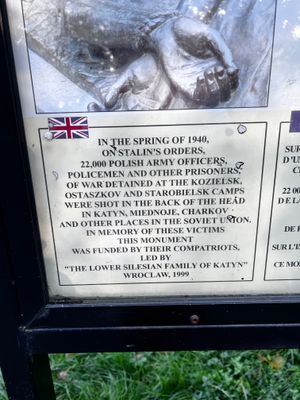 IN THE SPRING OF 1940,
ON STALIN'S ORDERS,
22,000 POLISH ARMY OFFICERS,
POLICEMEN AND OTHER PRISONERS
OF WAR DETAINED AT THE KOZIELSK,
OSTASZKOV AND STAROBIELSK CAMPS
WERE SHOT IN THE BACK OF THE HEAD
IN KATYN, MIEDNOJE, CHARKOV
AND OTHER PLACES IN THE SOVIET UNION.
IN MEMORY OF THESE VICTIMS
THIS MONUMENT
WAS FUNDED BY THEIR COMPATRIOTS,
LED BY
"THE LOWER SILESIAN FAMILY OF KATYN"
WROCLAW, 1999
SUR
D'U
22 00
DE LA
DE
SUR L'I
CE MO